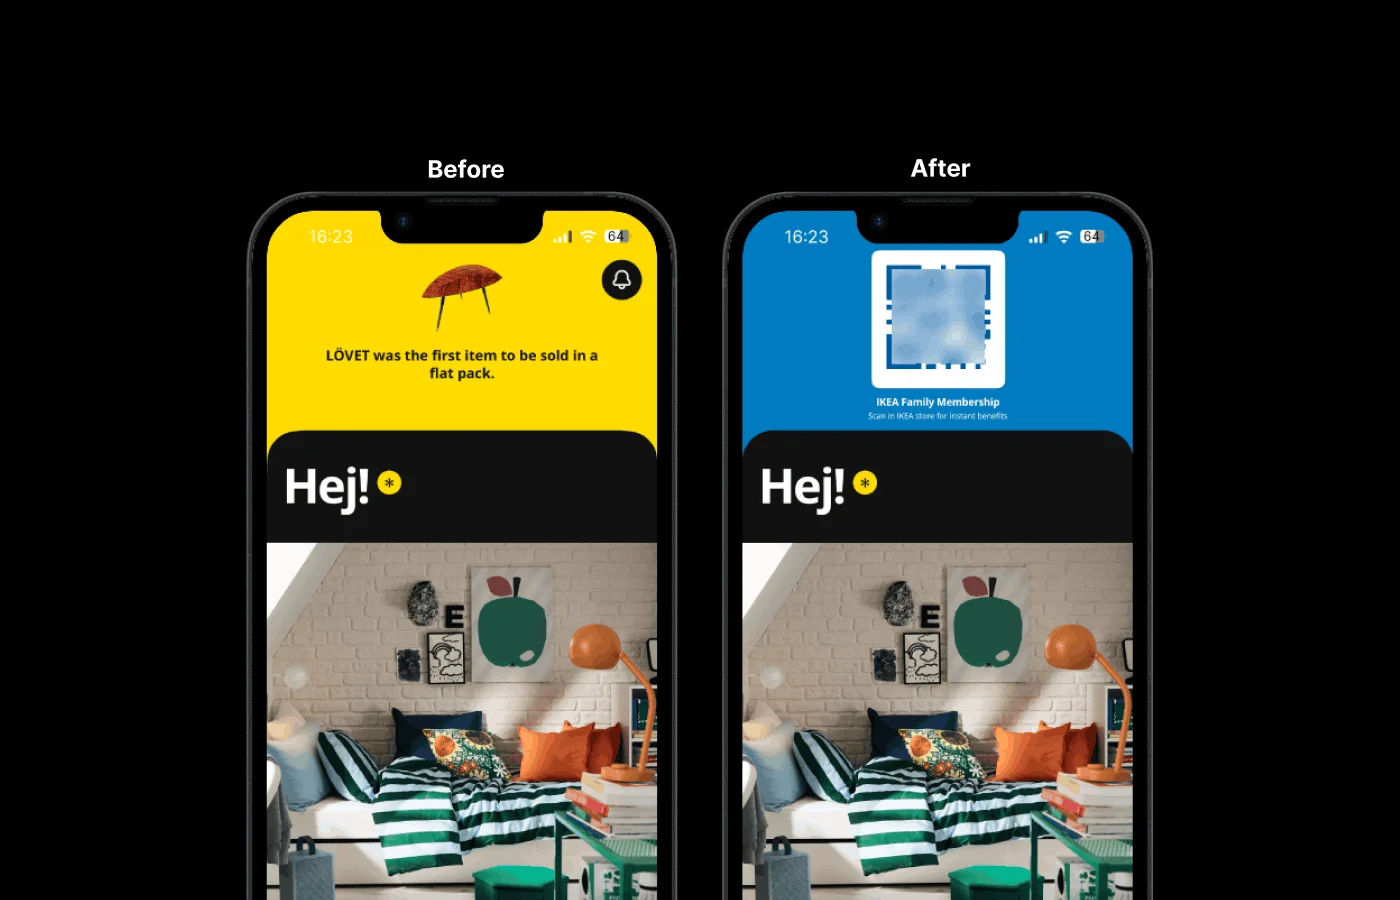 Before
After
16:23
64
LÖVET was the first item to be sold in a
flat pack.
Hej! *
E
16:23
64
IKEA Family Membership
Scan in IKEA store for instant benefits
Hej! *
E